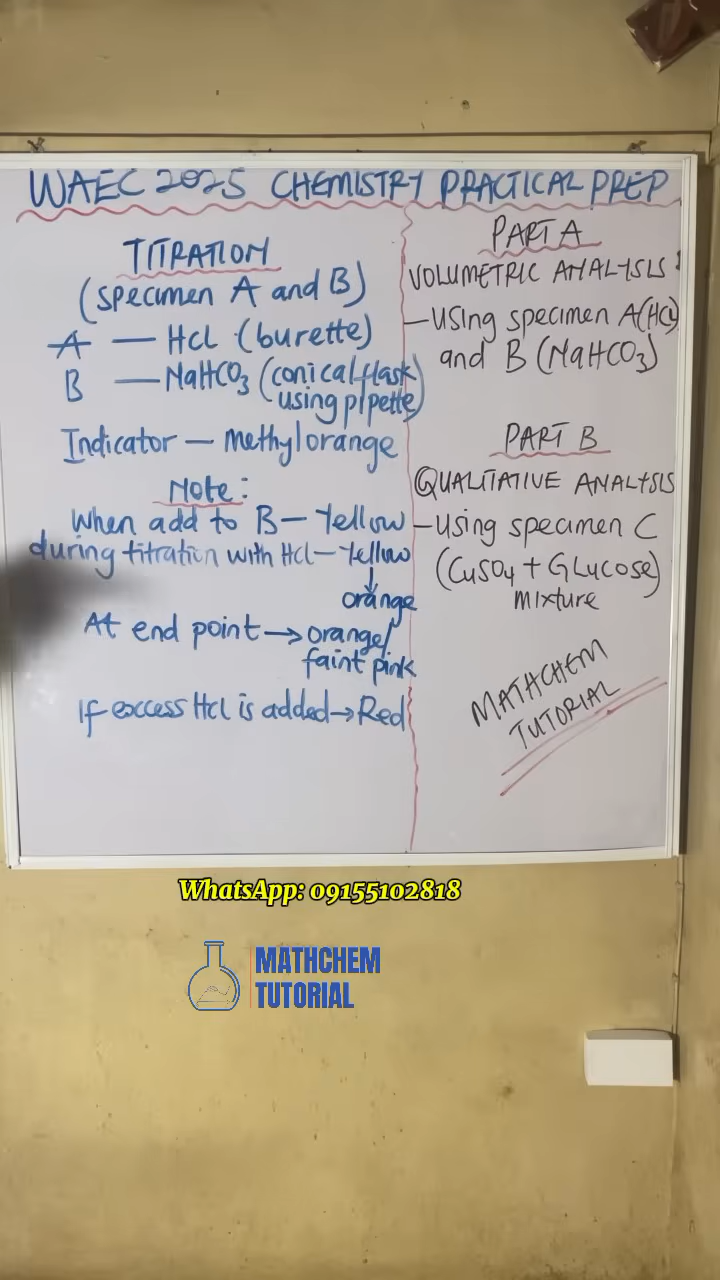 WAEC 2025 CHEMISTRY PRACTICAL PREP
TITRATION
(specimen A and B)
A — Hcl (burette)
B — NaHCO3 (conical flask
using pipette)
Indicator — methyl orange
Note:
When add to B — Yellow
during titration with Hcl — Yellow
↓
orange
At end point → orange/
faint pink
If excess Hcl is added → Red
PART A
VOLUMETRIC ANALYSIS:
— Using specimen A (HCl)
and B (NaHCO3)
PART B
QUALITATIVE ANALYSIS
— Using specimen C
(CuSO4 + GLucose)
mixture
MATHCHEM
TUTORIAL
WhatsApp: 09155102818
MATHCHEM
TUTORIAL